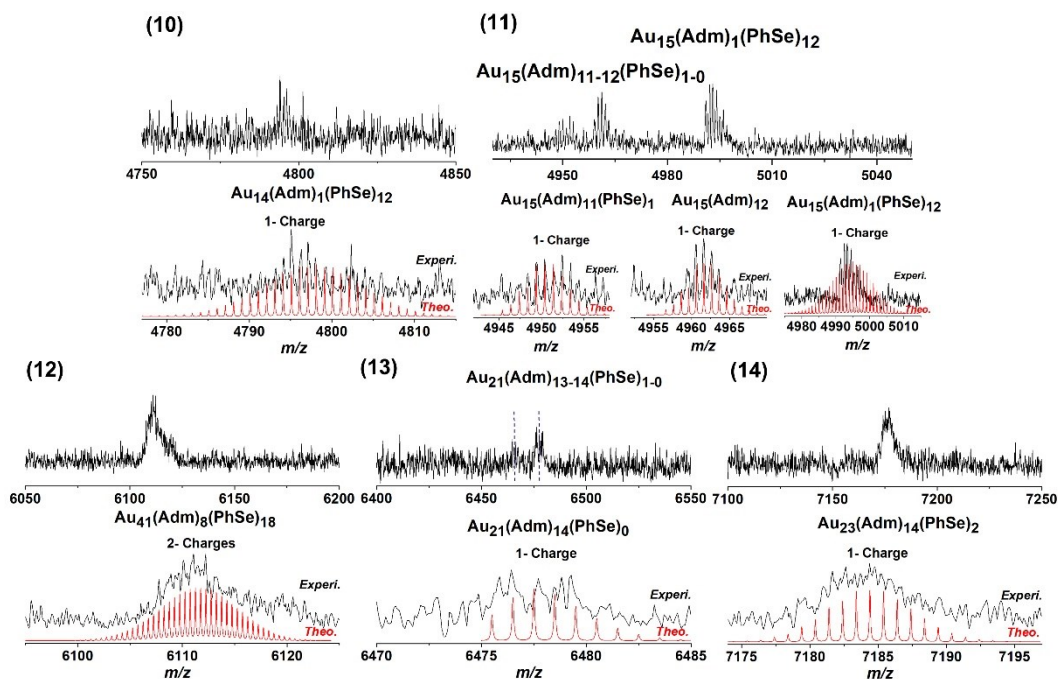 (10)
4750 4780 4810 4850
Au14(Adm)1(PhSe)12
1- Charge
Experi.
Theo.
4780 4790 4800 4810
m/z
(11)
Au15(Adm)1(PhSe)12
Au15(Adm)11-12(PhSe)1-0
4950 4980 5010 5040
Au15(Adm)11(PhSe)1
1- Charge
Experi.
Theo.
4945 4950 4955
m/z
Au15(Adm)12
1- Charge
Experi.
Theo.
4955 4960 4965
m/z
Au15(Adm)1(PhSe)12
1- Charge
Experi.
Theo.
4980 4990 5000 5010
m/z
(12)
6050 6100 6150 6200
Au41(Adm)8(PhSe)18
2- Charges
Experi.
Theo.
6100 6110 6120
m/z
(13)
Au21(Adm)13-14(PhSe)1-0
6400 6450 6500 6550
Au21(Adm)14(PhSe)0
1- Charge
Experi.
Theo.
6470 6475 6480 6485
m/z
(14)
7100 7150 7200 7250
Au23(Adm)14(PhSe)2
1- Charge
Experi.
Theo.
7175 7180 7185 7190 7195
m/z